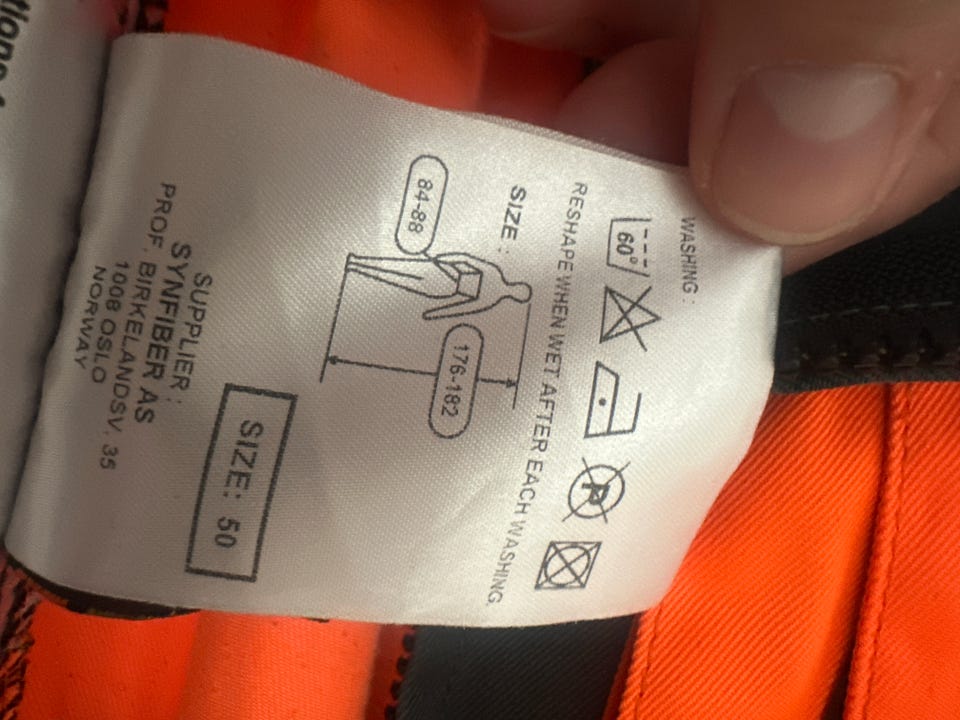 WASHING :
60°
P
RESHAPE WHEN WET AFTER EACH WASHING.
SIZE :
176-182
84-88
SIZE: 50
SUPPLIER :
SYNFIBER AS
PROF. BIRKELANDSV. 35
1008 OSLO
NORWAY